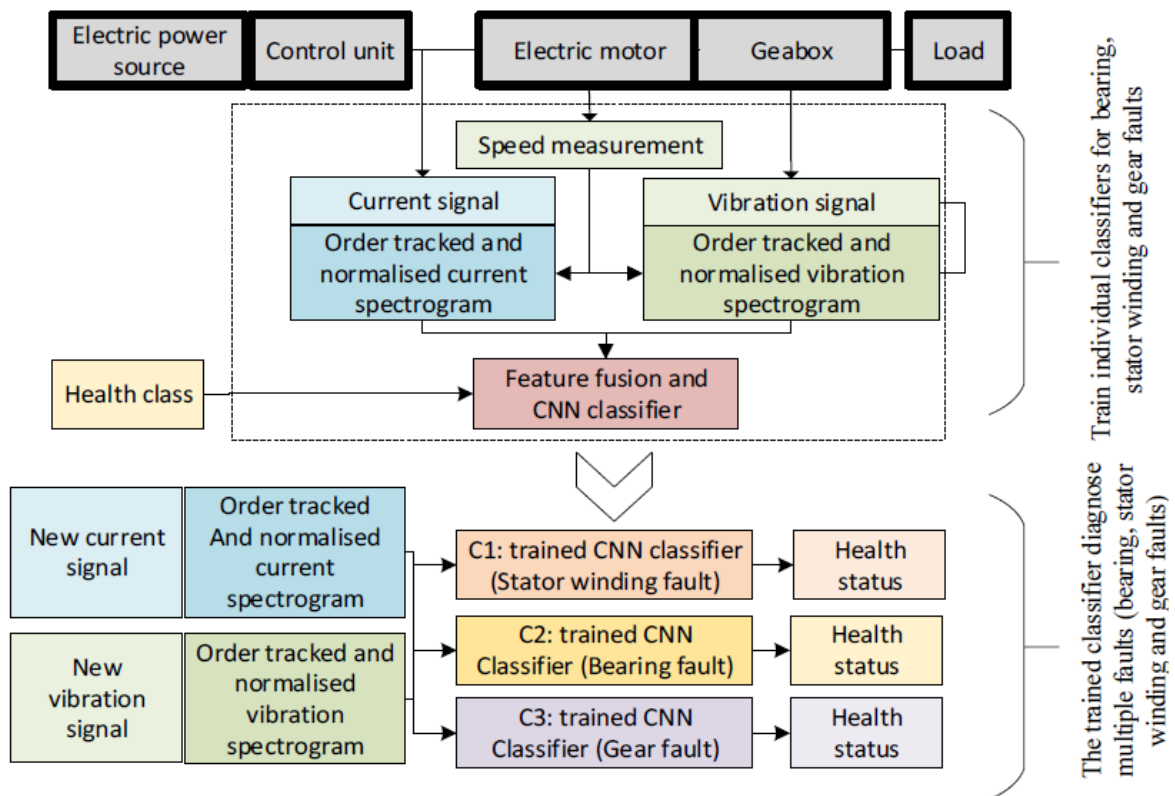 Electric power
source
Control unit
Electric motor
Geabox
Load
Speed measurement
Current signal
Order tracked and
normalised current
spectrogram
Vibration signal
Order tracked and
normalised vibration
spectrogram
Health class
Feature fusion and
CNN classifier
Train individual classifiers for bearing,
stator winding and gear faults
New current
signal
Order tracked
And normalised
current
spectrogram
New
vibration
signal
Order tracked and
normalised
vibration
spectrogram
C1: trained CNN classifier
(Stator winding fault)
Health
status
C2: trained CNN
Classifier (Bearing fault)
Health
status
C3: trained CNN
Classifier (Gear fault)
Health
status
The trained classifier diagnose
multiple faults (bearing, stator
winding and gear faults)